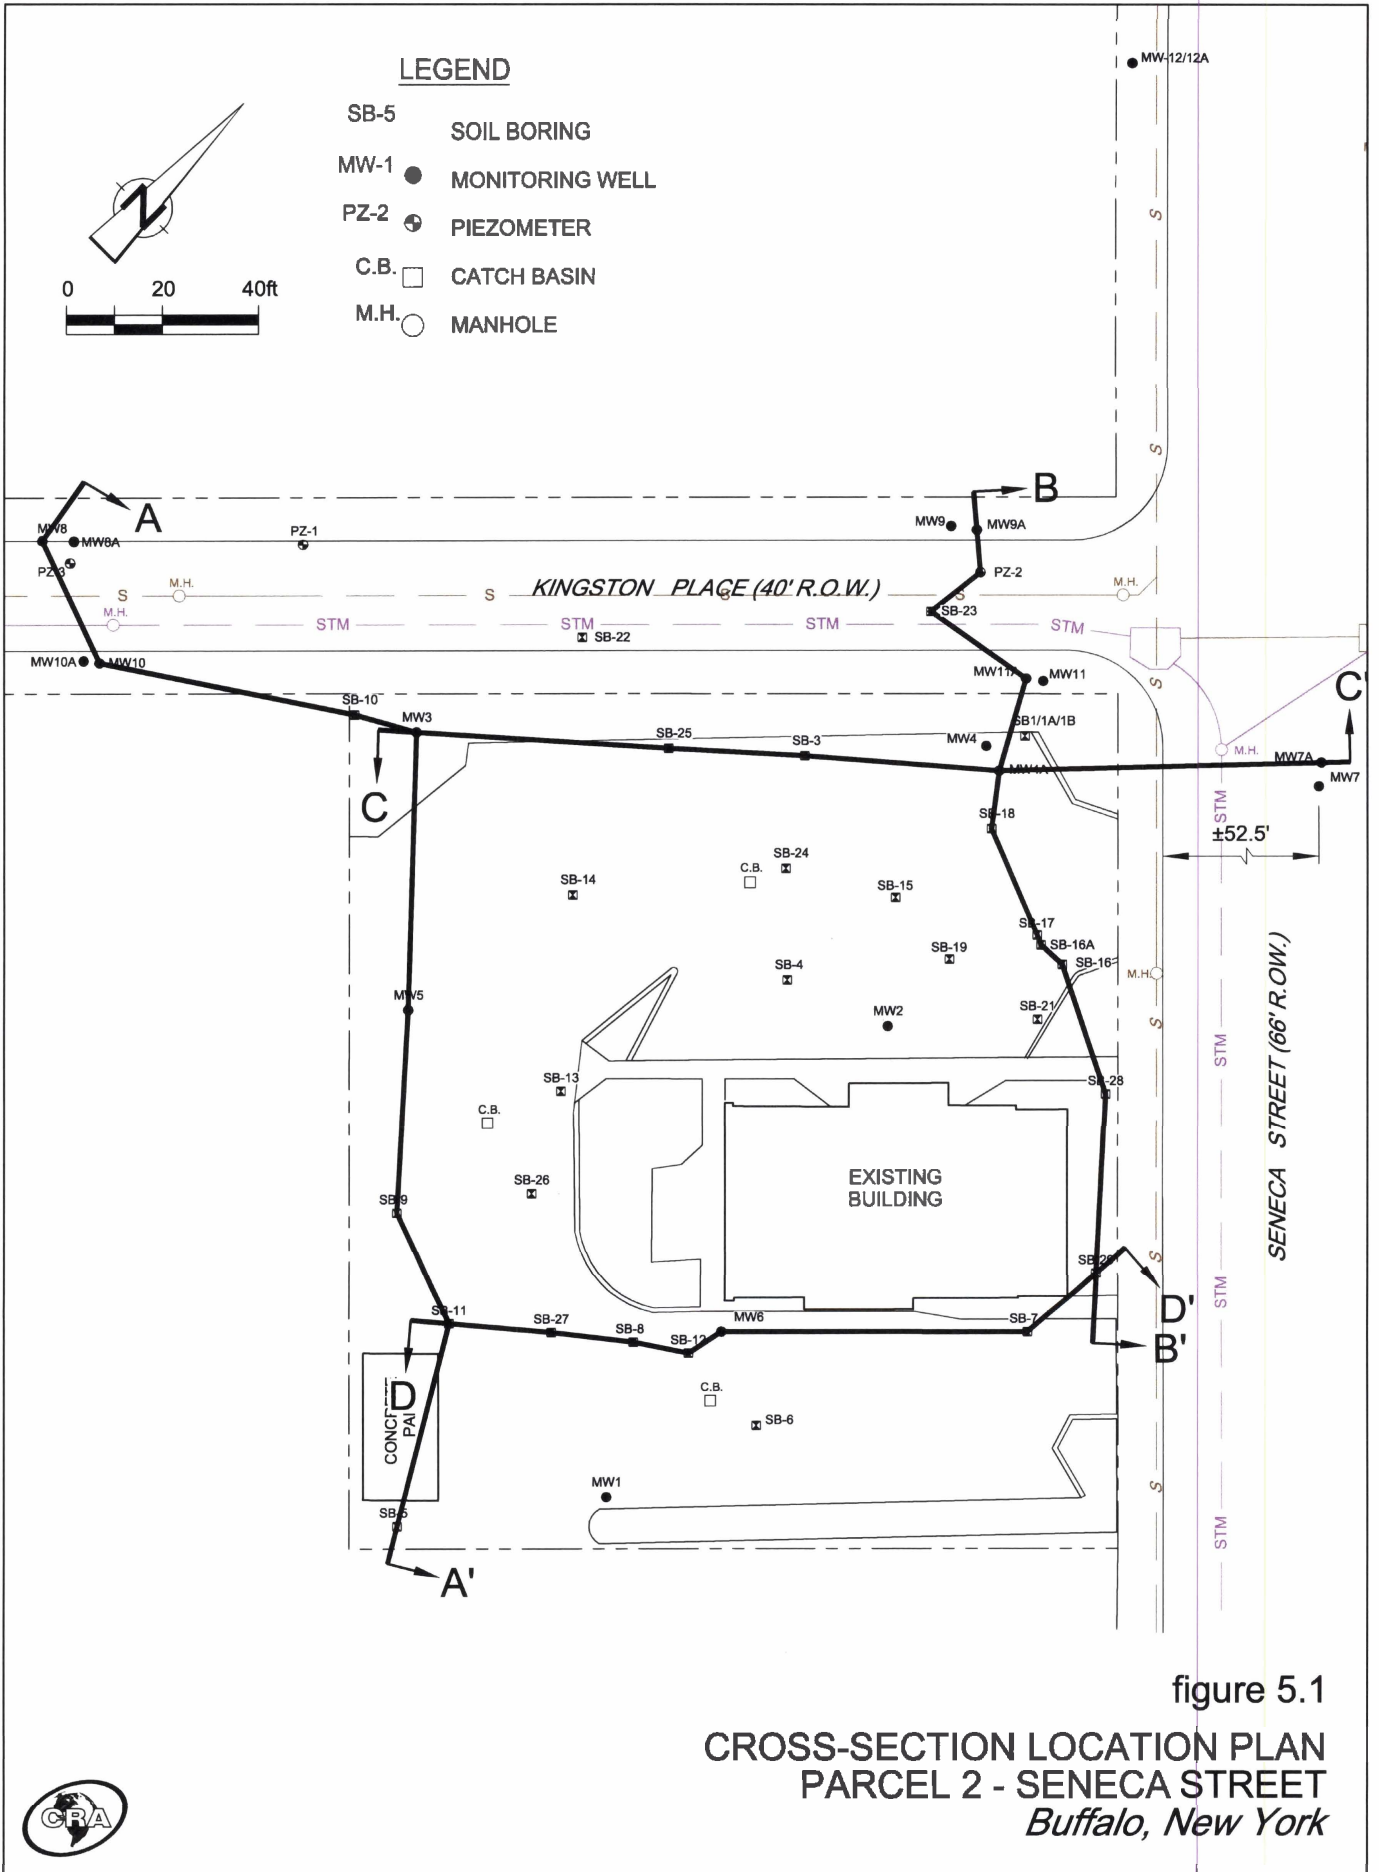 LEGEND
SB-5
SOIL BORING
MW-1
MONITORING WELL
PZ-2
PIEZOMETER
C.B.
CATCH BASIN
M.H.
MANHOLE
N
0 20 40ft
MW-12/12A
S
S
A
B
MW8
MW8A
PZ-1
MW9
MW9A
PZ-3
PZ-2
M.H.
S
S
KINGSTON PLACE (40' R.O.W.)
S
S
M.H.
M.H.
SB-23
STM
STM
STM
STM
SB-22
MW10A
MW10
MW11A
MW11
S
C'
SB-10
MW3
SB-25
SB-3
MW4
SB1/1A/1B
M.H.
MW4A
MW7A
MW7
C
SB-18
STM
±52.5'
SB-24
C.B.
SB-14
SB-15
SB-17
SB-16A
SB-19
SB-16
SB-4
M.H.
MW5
MW2
SB-21
S
STM
SENECA STREET (66' R.OW.)
SB-13
SB-28
C.B.
EXISTING
BUILDING
SB-26
SB-9
S
SB-29
STM
D'
SB-11
SB-27
SB-8
SB-12
MW6
SB-7
B'
D
C.B.
SB-6
MW1
S
SB-5
STM
A'
figure 5.1
CROSS-SECTION LOCATION PLAN
PARCEL 2 - SENECA STREET
Buffalo, New York
CRA